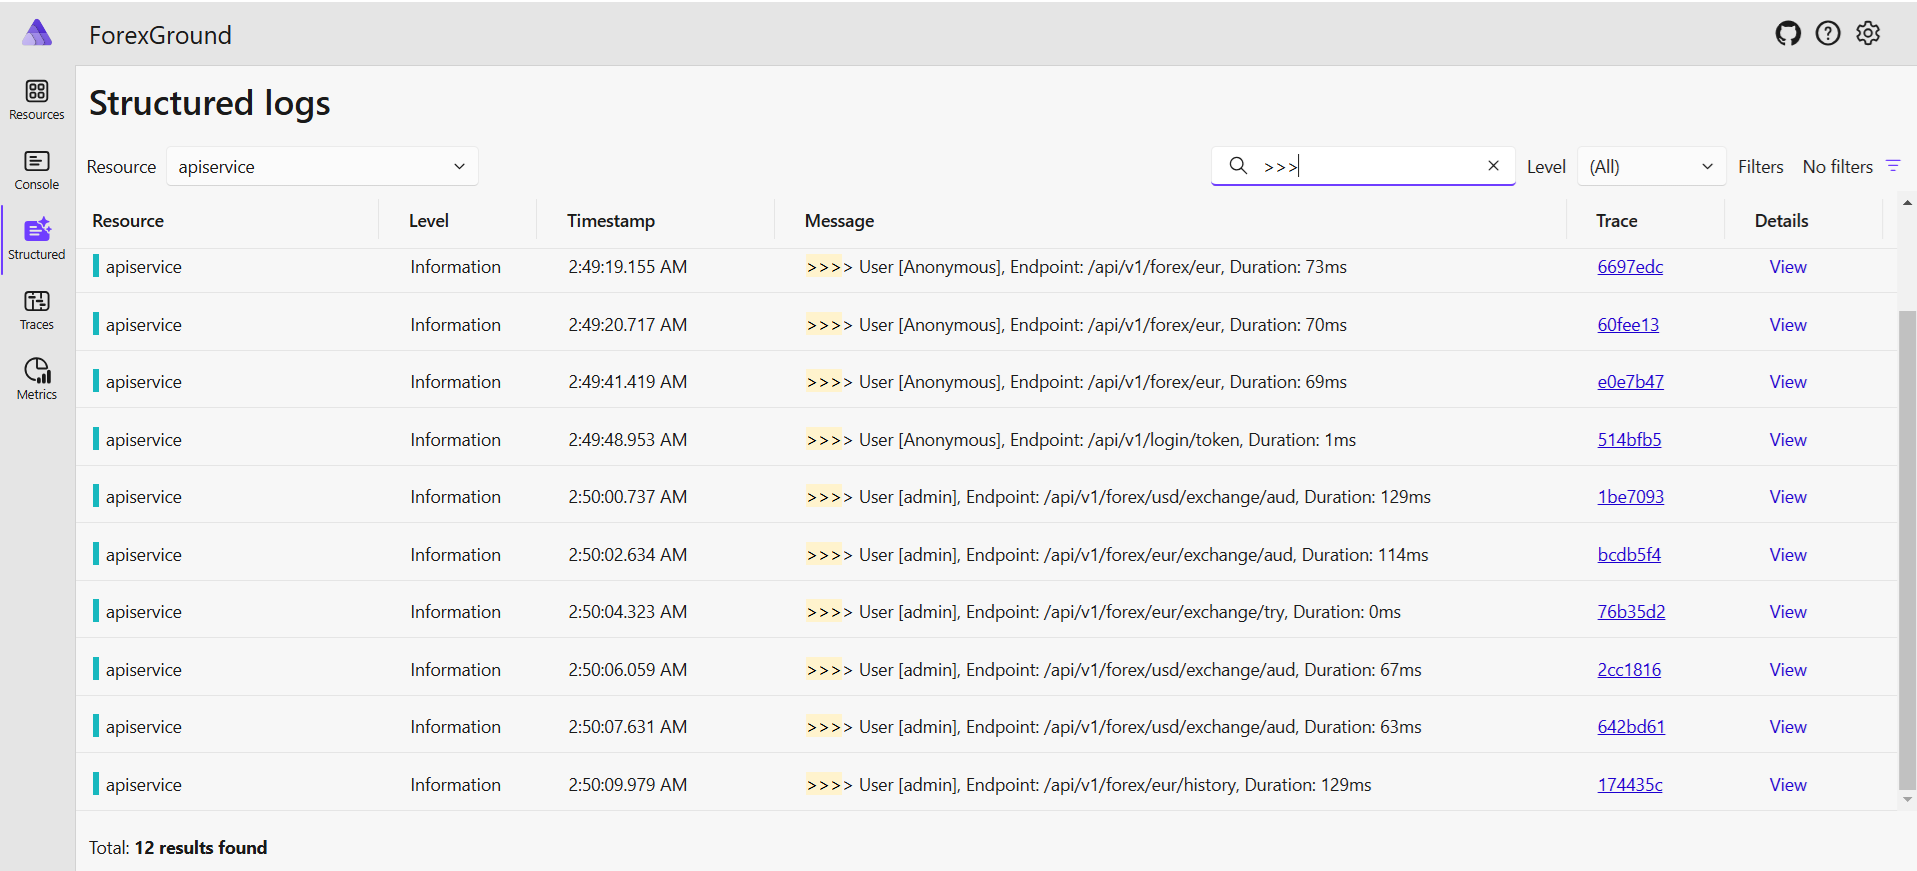 ForexGround
Resources
Console
Structured
Traces
Metrics
Structured logs
Resource apiservice >>> Level (All) Filters No filters
Resource Level Timestamp Message Trace Details
apiservice Information 2:49:19.155 AM >>>> User [Anonymous], Endpoint: /api/v1/forex/eur, Duration: 73ms 6697edc View
apiservice Information 2:49:20.717 AM >>>> User [Anonymous], Endpoint: /api/v1/forex/eur, Duration: 70ms 60fee13 View
apiservice Information 2:49:41.419 AM >>>> User [Anonymous], Endpoint: /api/v1/forex/eur, Duration: 69ms e0e7b47 View
apiservice Information 2:49:48.953 AM >>>> User [Anonymous], Endpoint: /api/v1/login/token, Duration: 1ms 514bfb5 View
apiservice Information 2:50:00.737 AM >>>> User [admin], Endpoint: /api/v1/forex/usd/exchange/aud, Duration: 129ms 1be7093 View
apiservice Information 2:50:02.634 AM >>>> User [admin], Endpoint: /api/v1/forex/eur/exchange/aud, Duration: 114ms bcdb5f4 View
apiservice Information 2:50:04.323 AM >>>> User [admin], Endpoint: /api/v1/forex/eur/exchange/try, Duration: 0ms 76b35d2 View
apiservice Information 2:50:06.059 AM >>>> User [admin], Endpoint: /api/v1/forex/usd/exchange/aud, Duration: 67ms 2cc1816 View
apiservice Information 2:50:07.631 AM >>>> User [admin], Endpoint: /api/v1/forex/usd/exchange/aud, Duration: 63ms 642bd61 View
apiservice Information 2:50:09.979 AM >>>> User [admin], Endpoint: /api/v1/forex/eur/history, Duration: 129ms 174435c View
Total: 12 results found